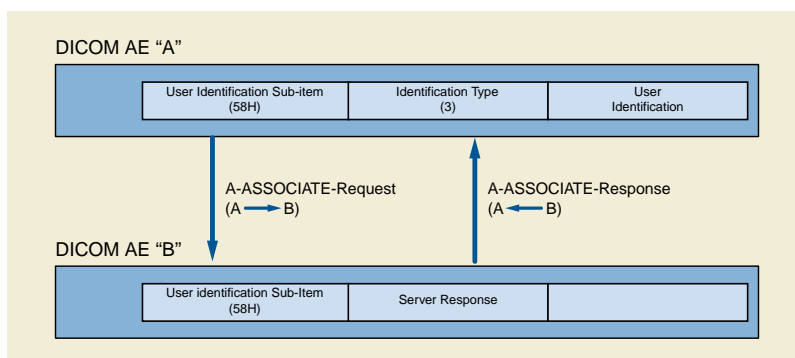 DICOM AE “A”
User Identification Sub-item
(58H)
Identification Type
(3)
User
Identification
A-ASSOCIATE-Request
(A B)
A-ASSOCIATE-Response
(A B)
DICOM AE “B”
User identification Sub-Item
(58H)
Server Response